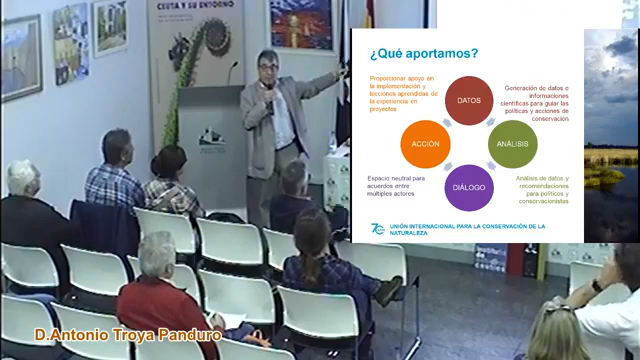 CEUTA Y SU ENTORNO
¿Qué aportamos?
Proporcionar apoyo en
la implementación y
lecciones aprendidas de
la experiencia en
proyectos
DATOS
Generación de datos e
informaciones
científicas para guiar las
políticas y acciones de
conservación
ACCIÓN
ANÁLISIS
Espacio neutral para
acuerdos entre
múltiples actores
DIÁLOGO
Análisis de datos y
recomendaciones
para políticos y
conservacionistas
UNIÓN INTERNACIONAL PARA LA CONSERVACIÓN DE LA
NATURALEZA
D.Antonio Troya Panduro